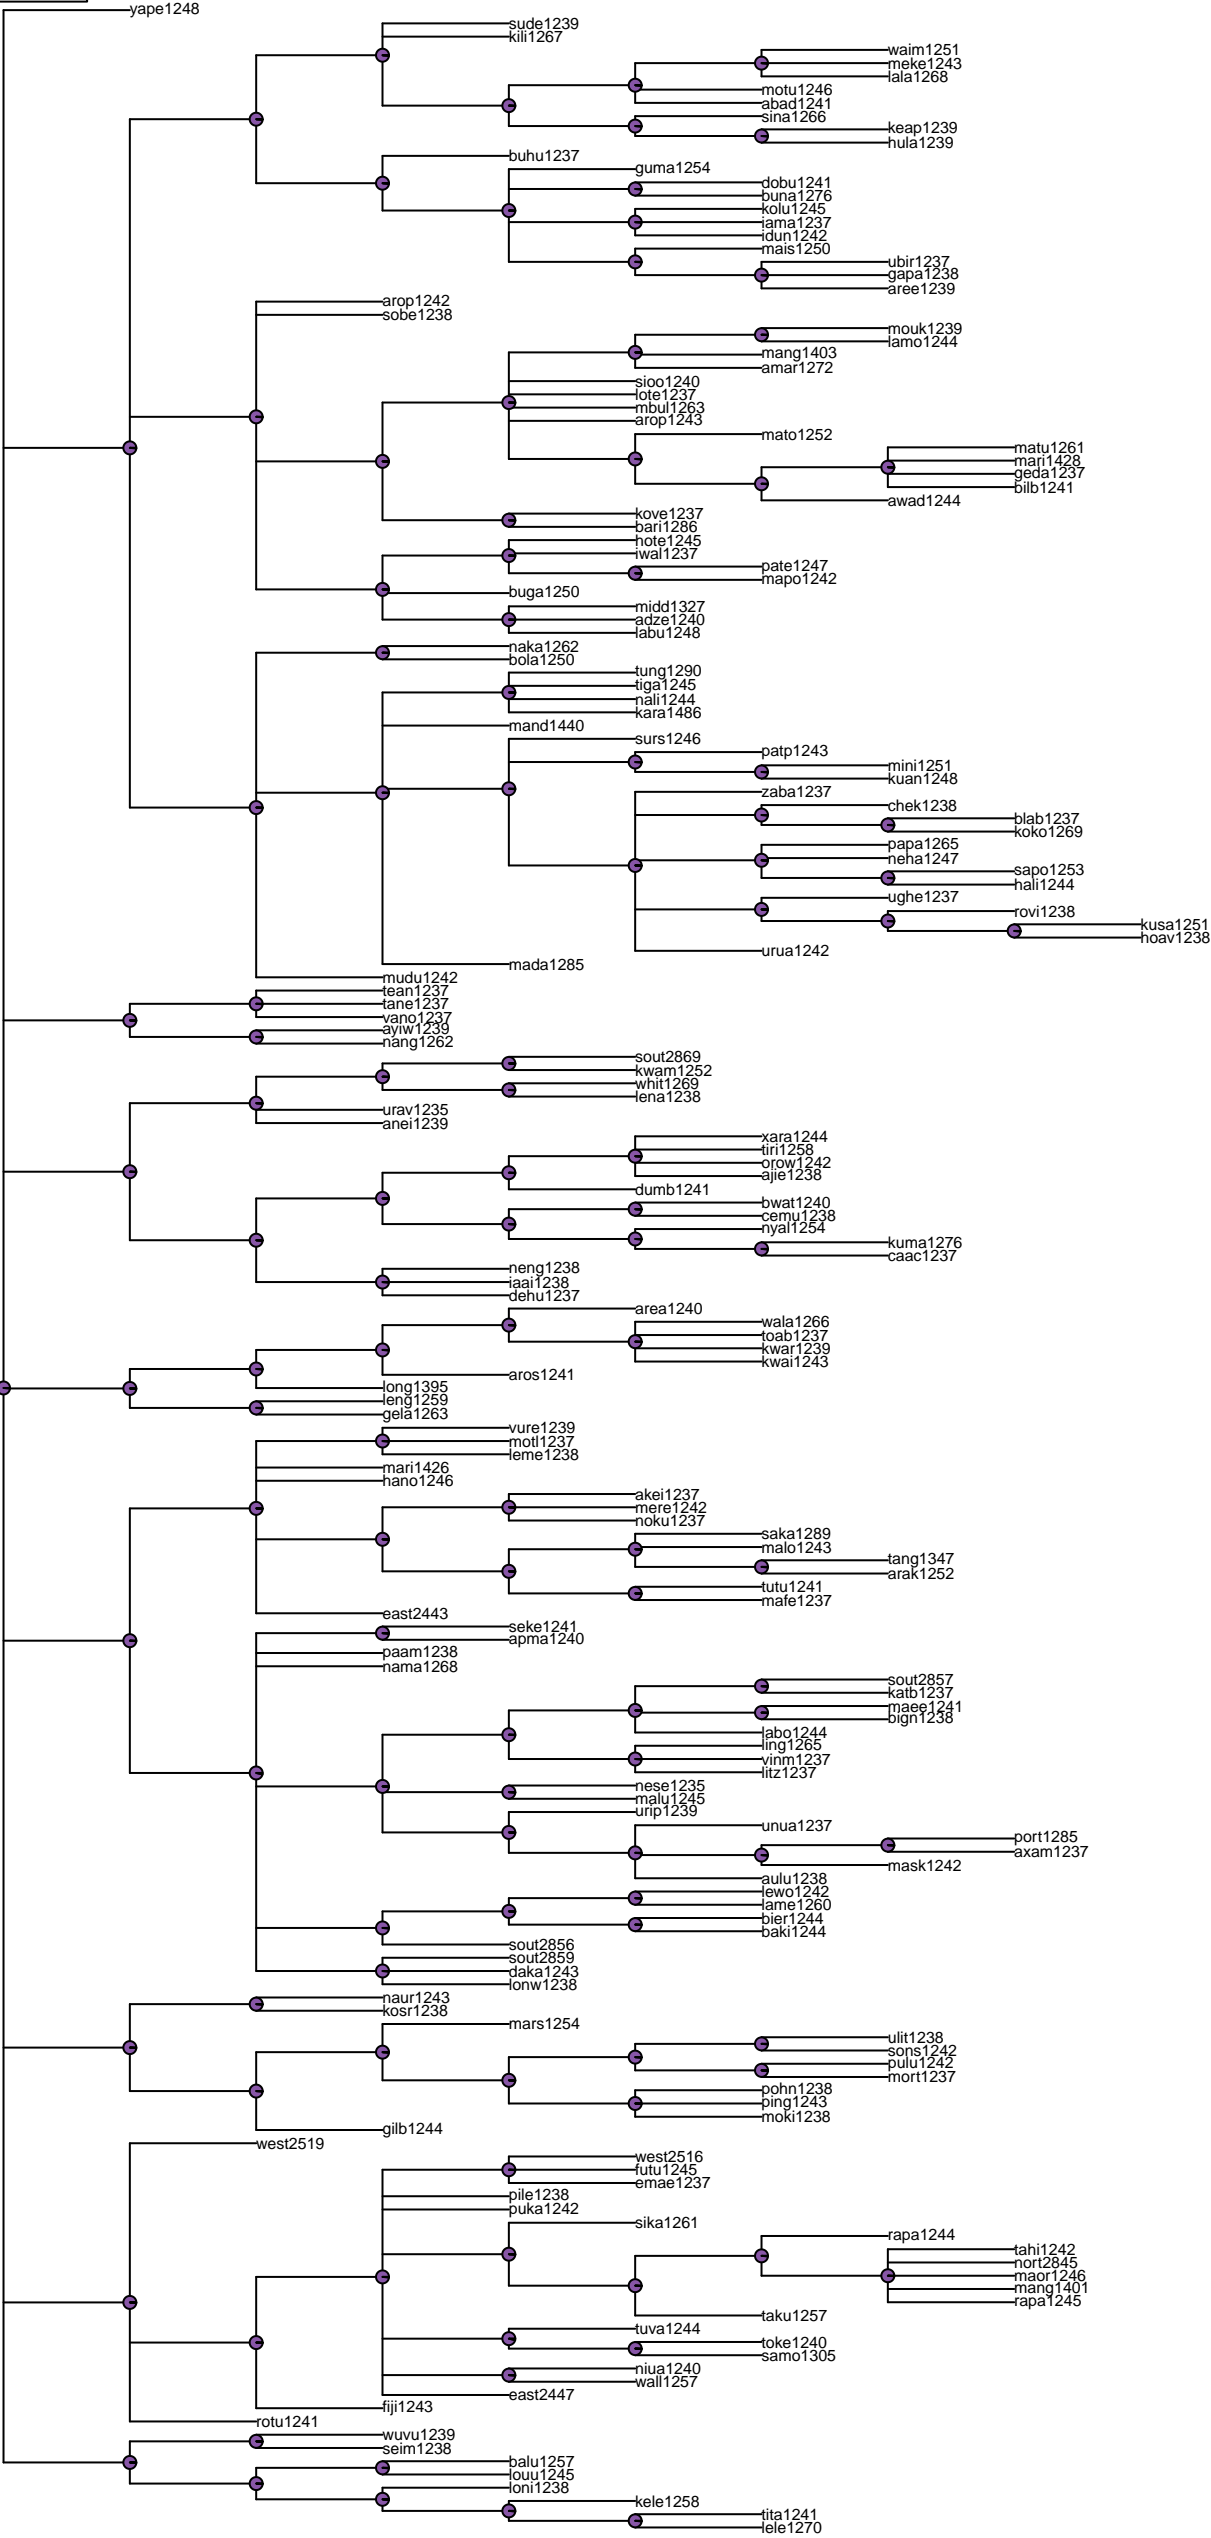 yape1248
sude1239
kili1267
waim1251
meke1243
lala1268
motu1246
abad1241
sina1266
keap1239
hula1239
buhu1237
guma1254
dobu1241
buna1276
kolu1245
iama1237
idun1242
mais1250
ubir1237
gapa1238
aree1239
arop1242
sobe1238
mouk1239
lamo1244
mang1403
amar1272
sioo1240
lote1237
mbul1263
arop1243
mato1252
matu1261
mari1428
geda1237
bilb1241
awad1244
kove1237
bari1286
hote1245
iwal1237
pate1247
mapo1242
buga1250
midd1327
adze1240
labu1248
naka1262
bola1250
tung1290
tiga1245
nali1244
kara1486
mand1440
surs1246
patp1243
mini1251
kuan1248
zaba1237
chek1238
blab1237
koko1269
papa1265
neha1247
sapo1253
hali1244
ughe1237
rovi1238
kusa1251
hoav1238
urua1242
mada1285
mudu1242
tean1237
tane1237
vano1237
ayiw1239
nang1262
sout2869
kwam1252
whit1269
lena1238
urav1235
anei1239
xara1244
tiri1258
orow1242
ajie1238
dumb1241
bwat1240
cemu1238
nyal1254
kuma1276
caac1237
neng1238
iaai1238
dehu1237
area1240
wala1266
toab1237
kwar1239
kwai1243
aros1241
long1395
leng1259
gela1263
vure1239
motl1237
leme1238
mari1426
hano1246
akei1237
mere1242
noku1237
saka1289
malo1243
tang1347
arak1252
tutu1241
mafe1237
east2443
seke1241
apma1240
paam1238
nama1268
sout2857
katb1237
maee1241
bign1238
labo1244
ling1265
vinm1237
litz1237
nese1235
malu1245
urip1239
unua1237
port1285
axam1237
mask1242
aulu1238
lewo1242
lame1260
bier1244
baki1244
sout2856
sout2859
daka1243
lonw1238
naur1243
kosr1238
mars1254
ulit1238
sons1242
pulu1242
mort1237
pohn1238
ping1243
moki1238
gilb1244
west2519
west2516
futu1245
emae1237
pile1238
puka1242
sika1261
rapa1244
tahi1242
nort2845
maor1246
mang1401
rapa1245
taku1257
tuva1244
toke1240
samo1305
niua1240
wall1257
east2447
fiji1243
rotu1241
wuvu1239
seim1238
balu1257
louu1245
loni1238
kele1258
tita1241
lele1270